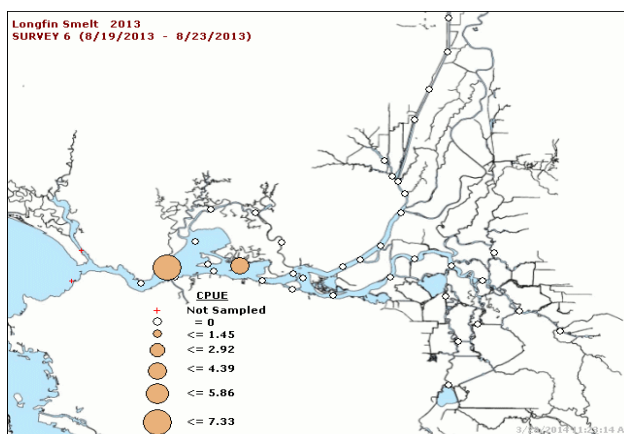 Longfin Smelt 2013
SURVEY 6 (8/19/2013 - 8/23/2013)
CPUE
Not Sampled
= 0
<= 1.45
<= 2.92
<= 4.39
<= 5.86
<= 7.33